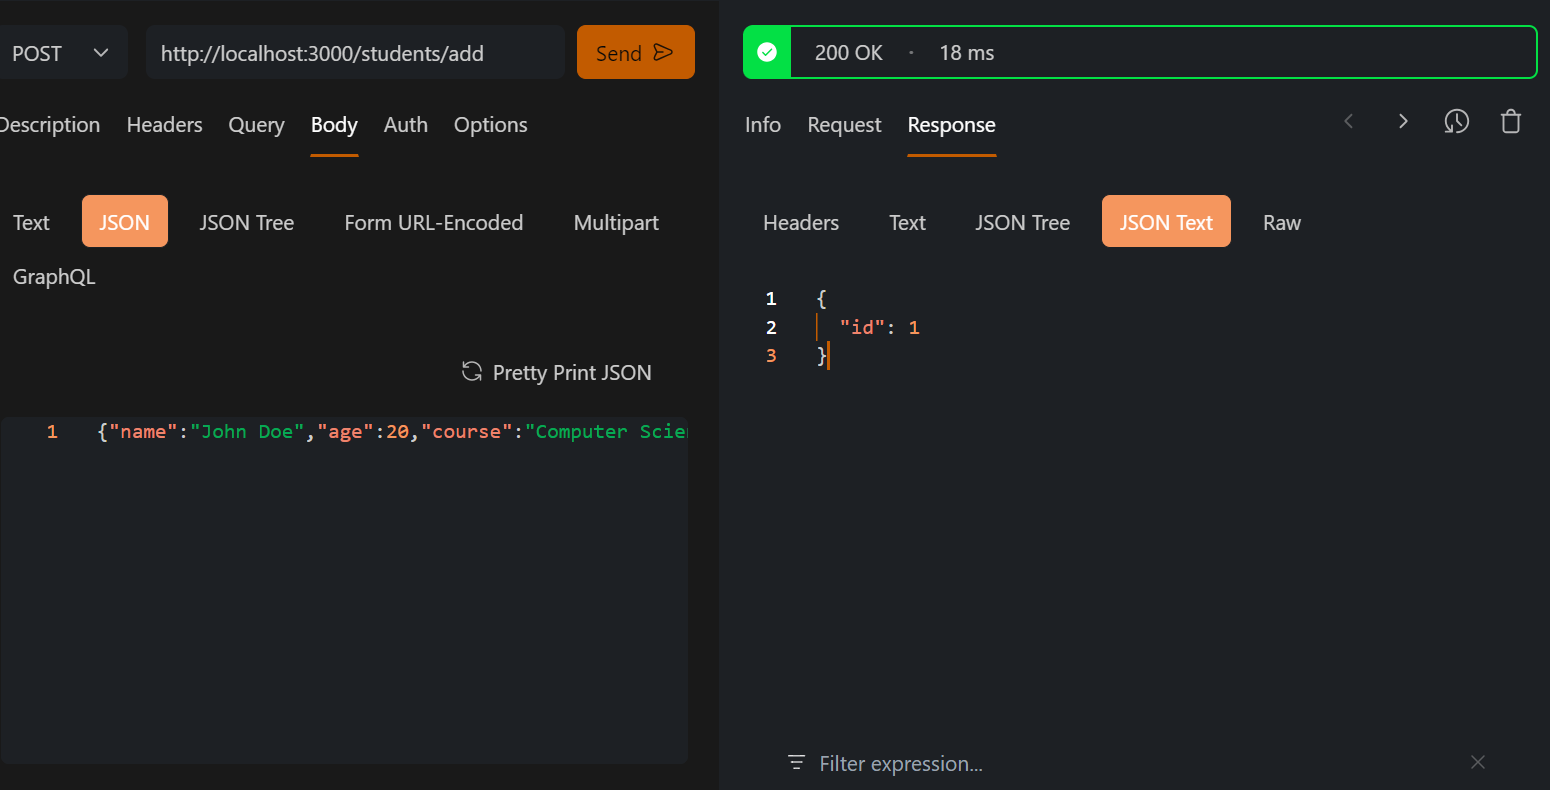 POST http://localhost:3000/students/add Send
Description Headers Query Body Auth Options
Text JSON JSON Tree Form URL-Encoded Multipart
GraphQL
Pretty Print JSON
1 {"name":"John Doe","age":20,"course":"Computer Scien
200 OK · 18 ms
Info Request Response
Headers Text JSON Tree JSON Text Raw
1 {
2 "id": 1
3 }
Filter expression...